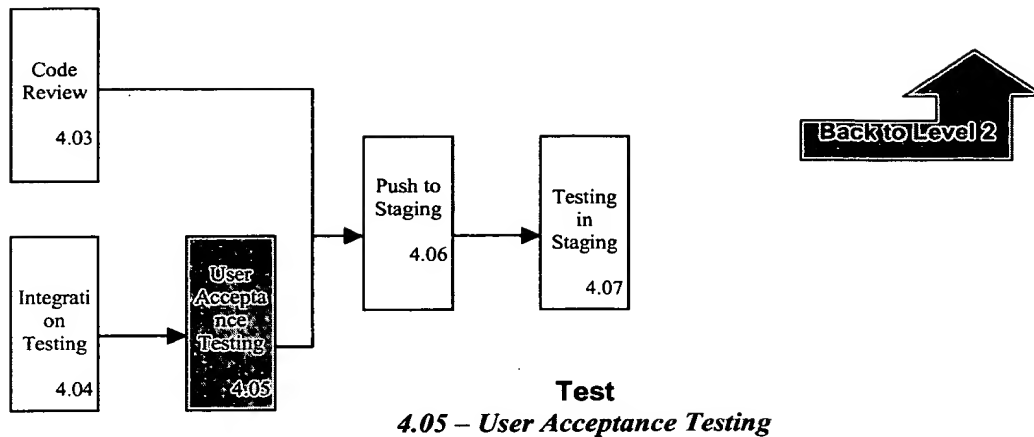 Code
Review
4.03
Back to Level 2
Push to
Staging
4.06
Testing
in
Staging
4.07
Integrati
on
Testing
4.04
User
Accepta
nce
Testing
4.05
Test
4.05 – User Acceptance Testing